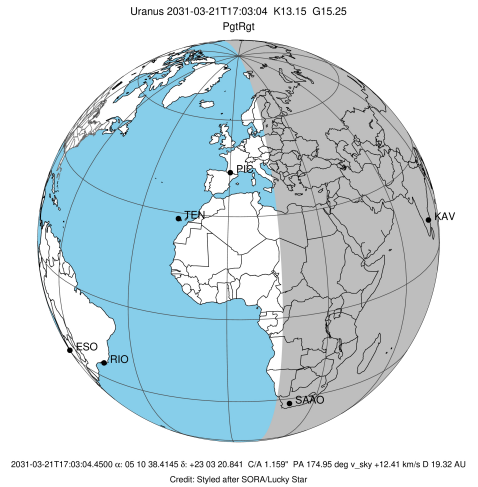 Uranus 2031-03-21T17:03:04 K13.15 G15.25
PgtRgt
PIC
TEN
KAV
ESO
RIO
SAAO
2031-03-21T17:03:04.4500 α: 05 10 38.4145 δ: +23 03 20.841 C/A 1.159" PA 174.95 deg v_sky +12.41 km/s D 19.32 AU
Credit: Styled after SORA/Lucky Star